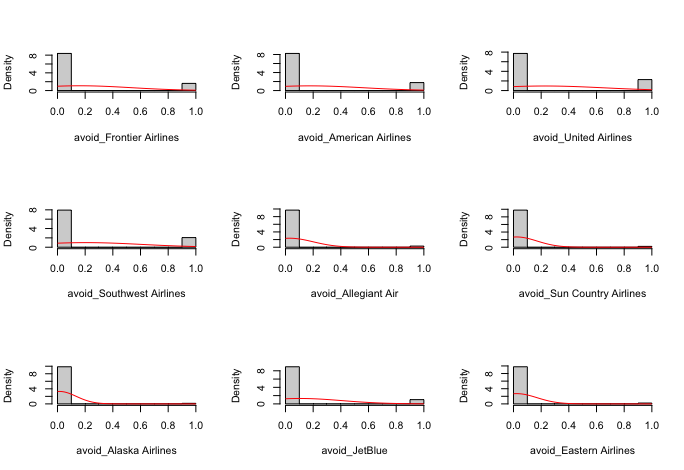 Density
0 4 8
0.0 0.2 0.4 0.6 0.8 1.0
avoid_Frontier Airlines
Density
0 4 8
0.0 0.2 0.4 0.6 0.8 1.0
avoid_American Airlines
Density
0 4 8
0.0 0.2 0.4 0.6 0.8 1.0
avoid_United Airlines
Density
0 4 8
0.0 0.2 0.4 0.6 0.8 1.0
avoid_Southwest Airlines
Density
0 4 8
0.0 0.2 0.4 0.6 0.8 1.0
avoid_Allegiant Air
Density
0 4 8
0.0 0.2 0.4 0.6 0.8 1.0
avoid_Sun Country Airlines
Density
0 4 8
0.0 0.2 0.4 0.6 0.8 1.0
avoid_Alaska Airlines
Density
0 4 8
0.0 0.2 0.4 0.6 0.8 1.0
avoid_JetBlue
Density
0 4 8
0.0 0.2 0.4 0.6 0.8 1.0
avoid_Eastern Airlines